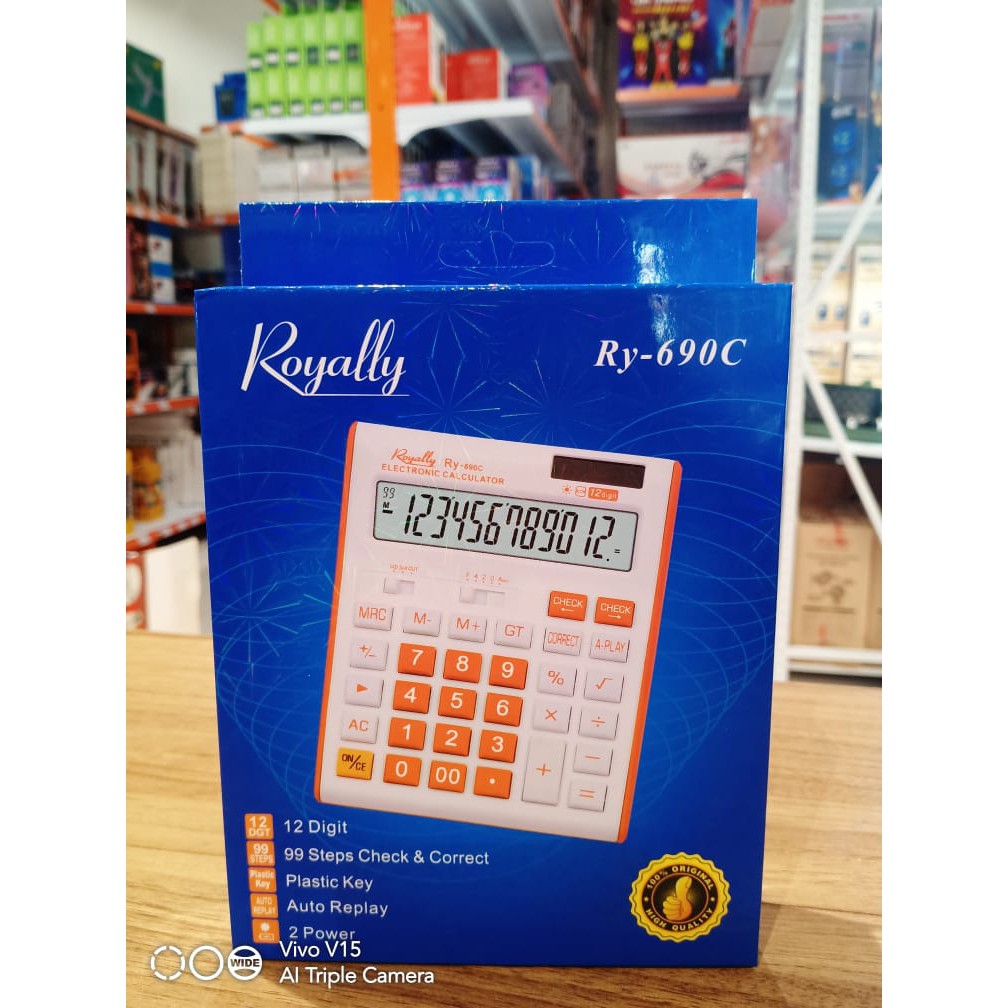 Royally
Ry-690C
Royally Ry-690C
ELECTRONIC CALCULATOR
12 digit
99
M
123456789012.
=
CHECK ← CHECK →
MRC M- M+ GT CORRECT A-PLAY
+/- 7 8 9 % √
▶ 4 5 6 × ÷
AC 1 2 3 + −
ON/CE 0 00 • =
12 DGT 12 Digit
99 STEPS 99 Steps Check & Correct
Plastic Key Plastic Key
AUTO REPLAY Auto Replay
2 Power
100% ORIGINAL
HIGH QUALITY
WIDE
Vivo V15
AI Triple Camera